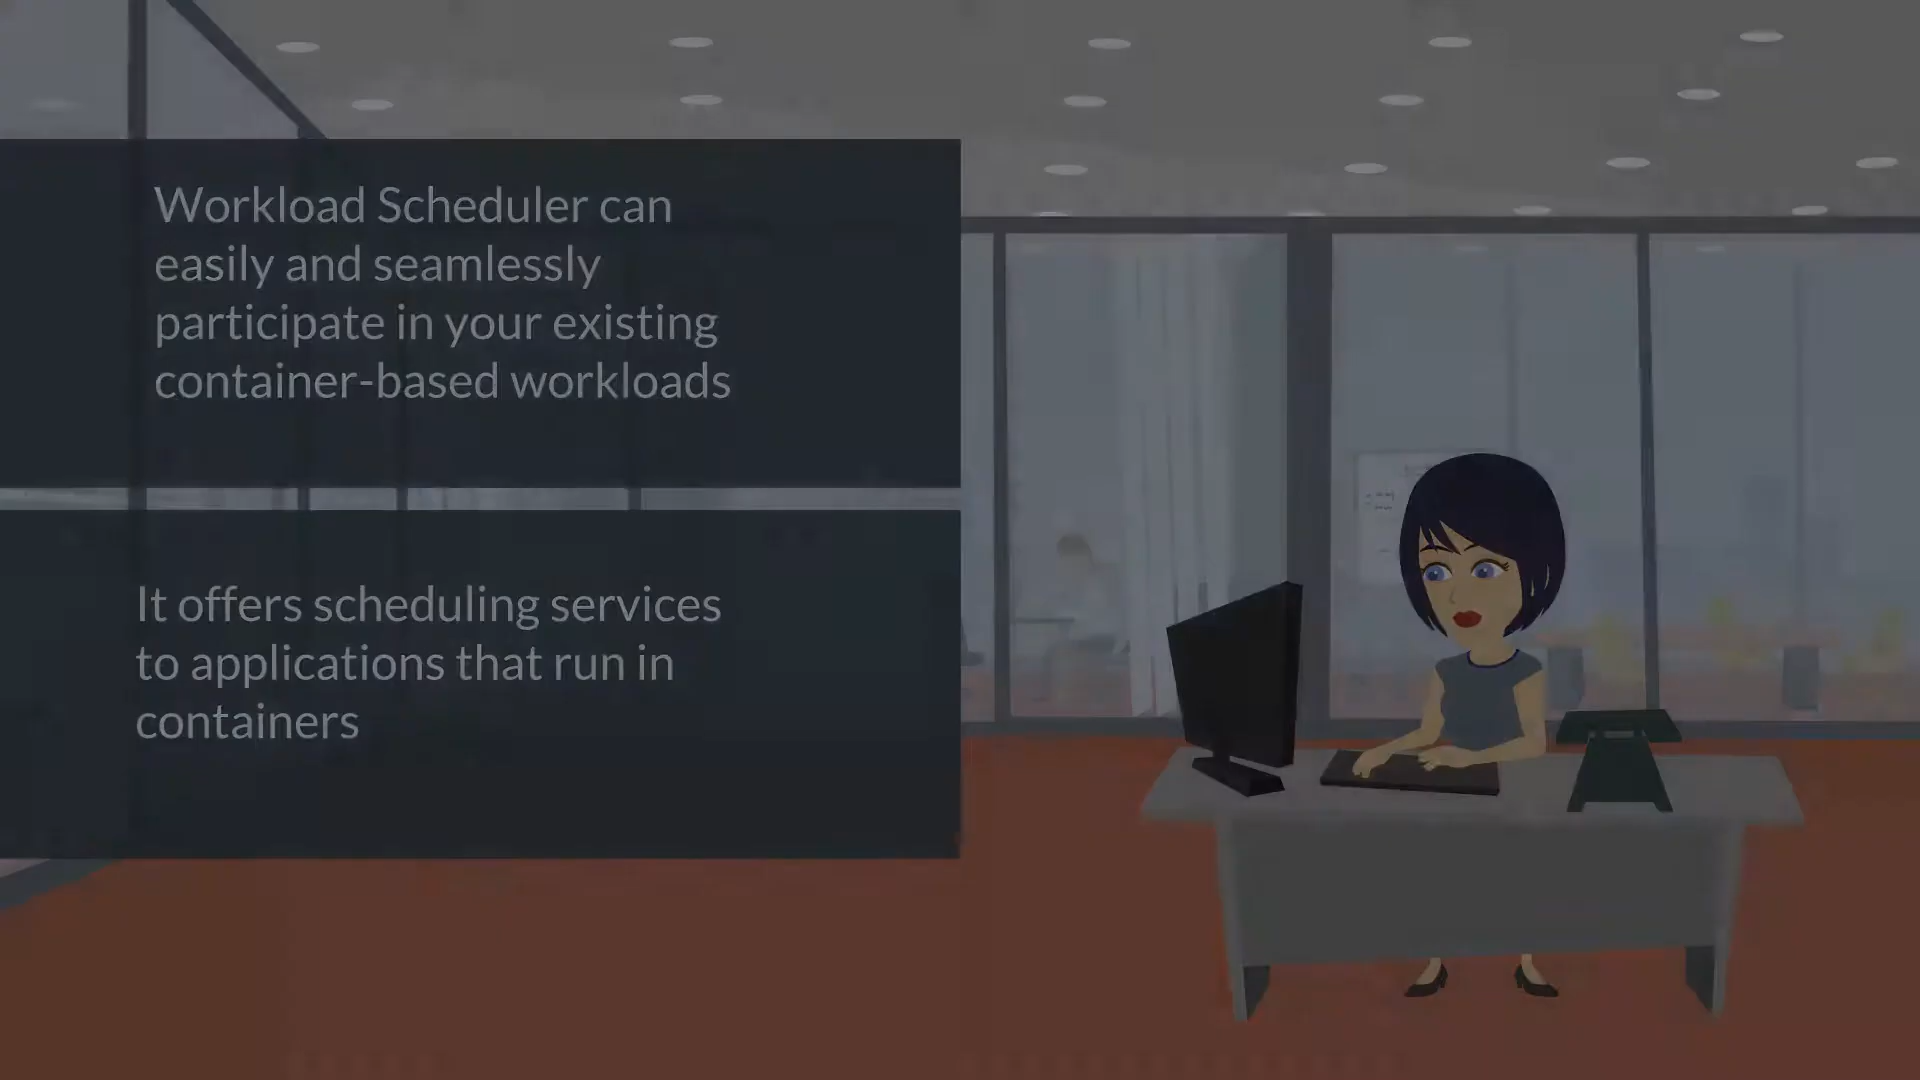 Workload Scheduler can
easily and seamlessly
participate in your existing
container-based workloads
It offers scheduling services
to applications that run in
containers